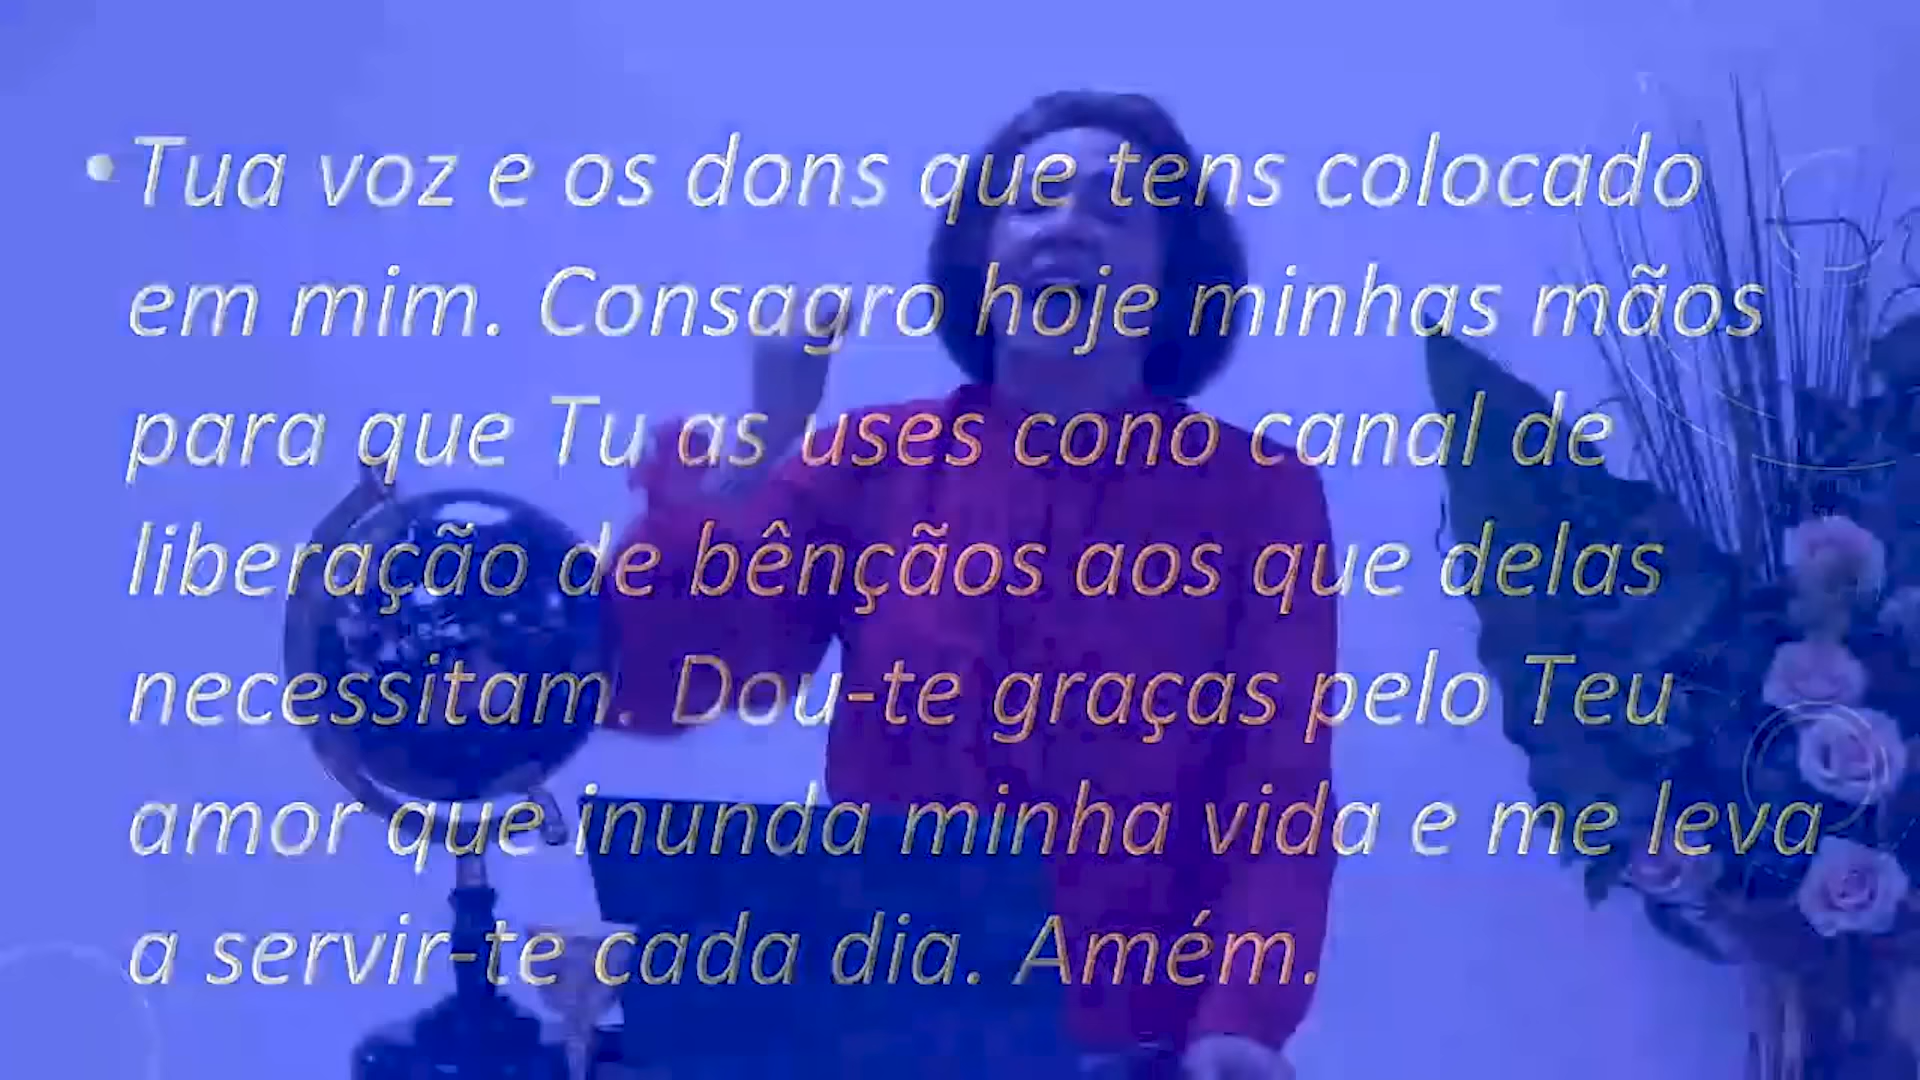 • Tua voz e os dons que tens colocado
em mim. Consagro hoje minhas mãos
para que Tu as uses cono canal de
liberação de bênçãos aos que delas
necessitam. Dou-te graças pelo Teu
amor que inunda minha vida e me leva
a servir-te cada dia. Amém.